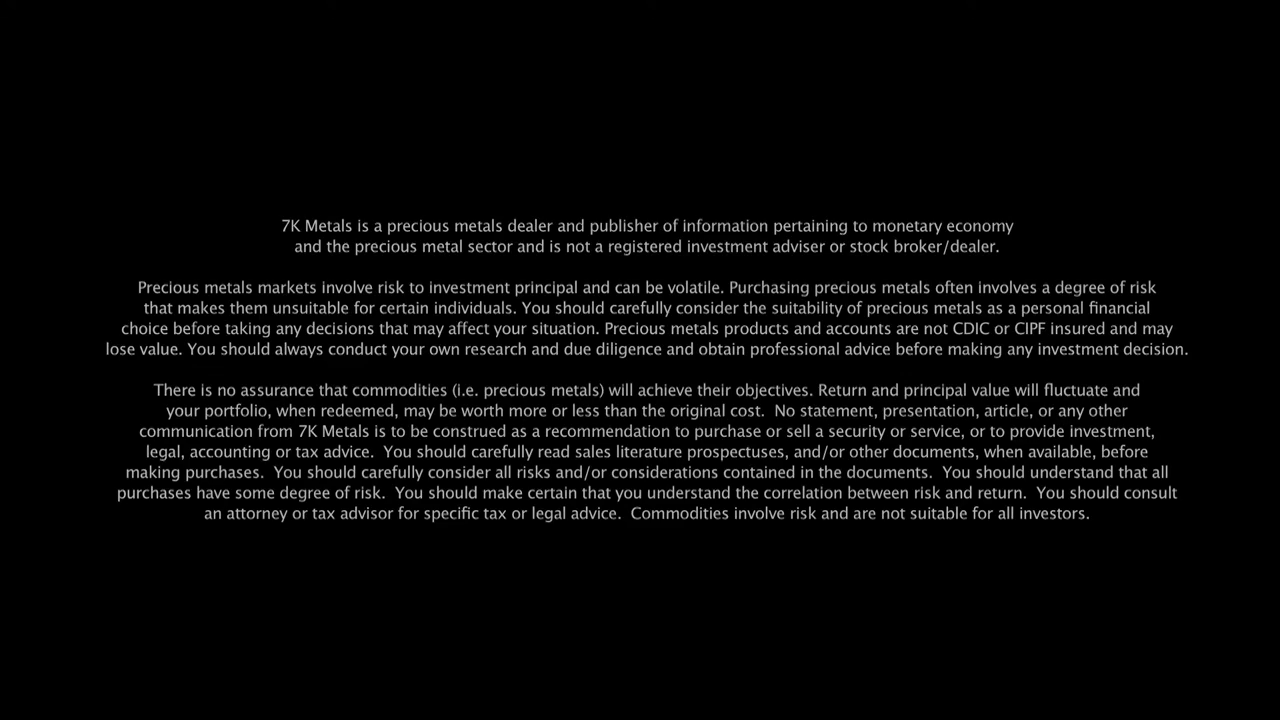 7K Metals is a precious metals dealer and publisher of information pertaining to monetary economy
and the precious metal sector and is not a registered investment adviser or stock broker/dealer.
Precious metals markets involve risk to investment principal and can be volatile. Purchasing precious metals often involves a degree of risk
that makes them unsuitable for certain individuals. You should carefully consider the suitability of precious metals as a personal financial
choice before taking any decisions that may affect your situation. Precious metals products and accounts are not CDIC or CIPF insured and may
lose value. You should always conduct your own research and due diligence and obtain professional advice before making any investment decision.
There is no assurance that commodities (i.e. precious metals) will achieve their objectives. Return and principal value will fluctuate and
your portfolio, when redeemed, may be worth more or less than the original cost.  No statement, presentation, article, or any other
communication from 7K Metals is to be construed as a recommendation to purchase or sell a security or service, or to provide investment,
legal, accounting or tax advice.  You should carefully read sales literature prospectuses, and/or other documents, when available, before
making purchases.  You should carefully consider all risks and/or considerations contained in the documents.  You should understand that all
purchases have some degree of risk.  You should make certain that you understand the correlation between risk and return.  You should consult
an attorney or tax advisor for specific tax or legal advice.  Commodities involve risk and are not suitable for all investors.